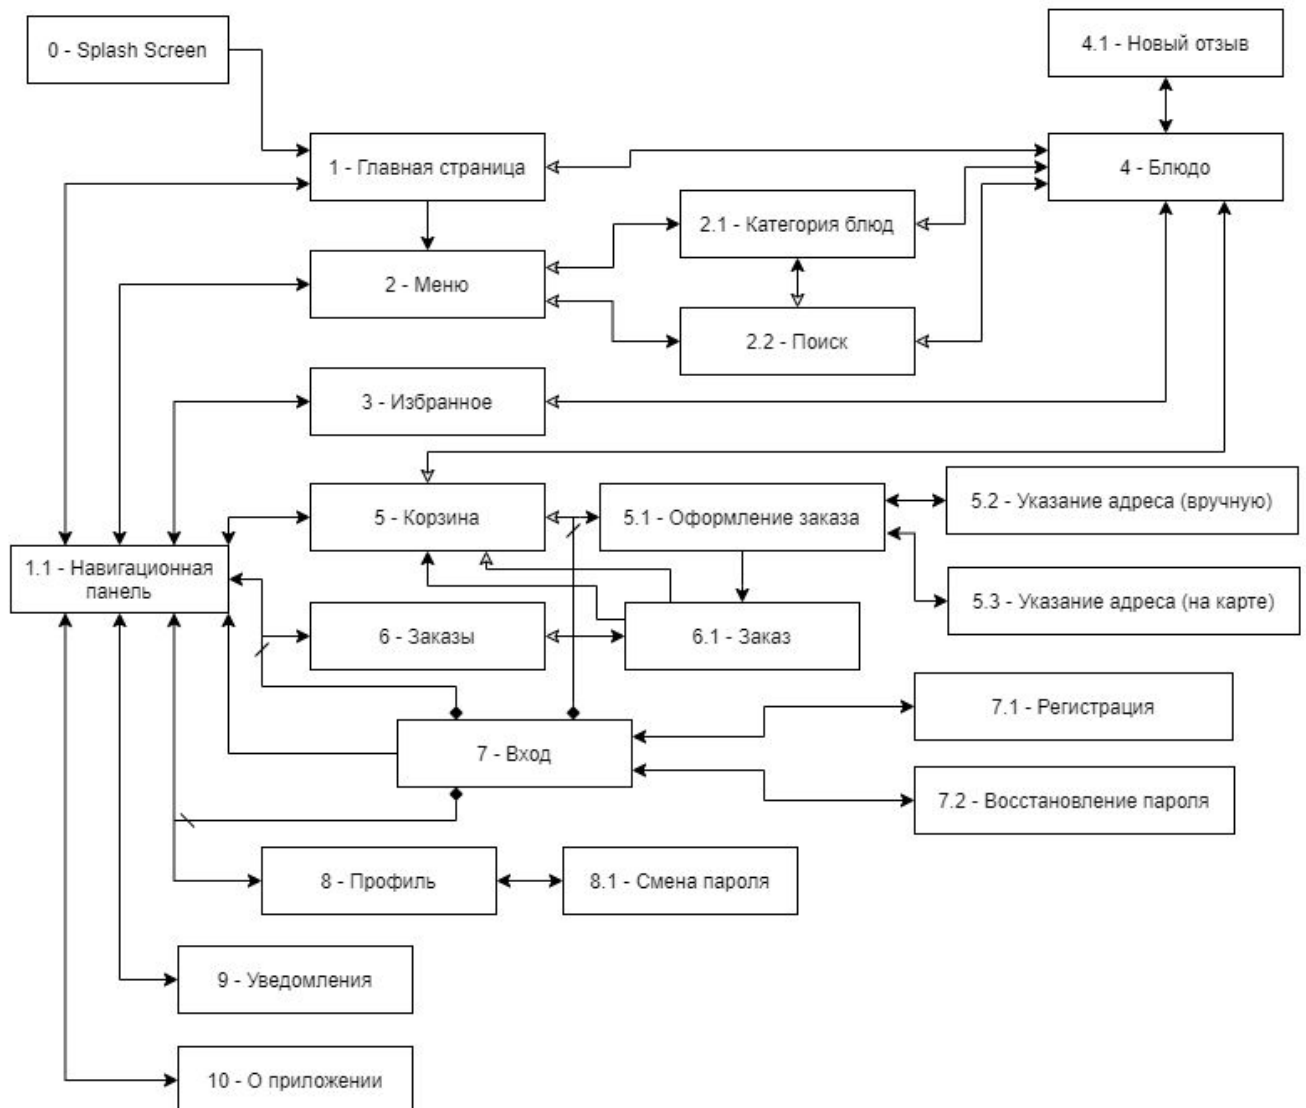 0 - Splash Screen
4.1 - Новый отзыв
1 - Главная страница
4 - Блюдо
2.1 - Категория блюд
2 - Меню
2.2 - Поиск
3 - Избранное
5 - Корзина
5.1 - Оформление заказа
5.2 - Указание адреса (вручную)
1.1 - Навигационная
панель
5.3 - Указание адреса (на карте)
6 - Заказы
6.1 - Заказ
7.1 - Регистрация
7 - Вход
7.2 - Восстановление пароля
8 - Профиль
8.1 - Смена пароля
9 - Уведомления
10 - О приложении